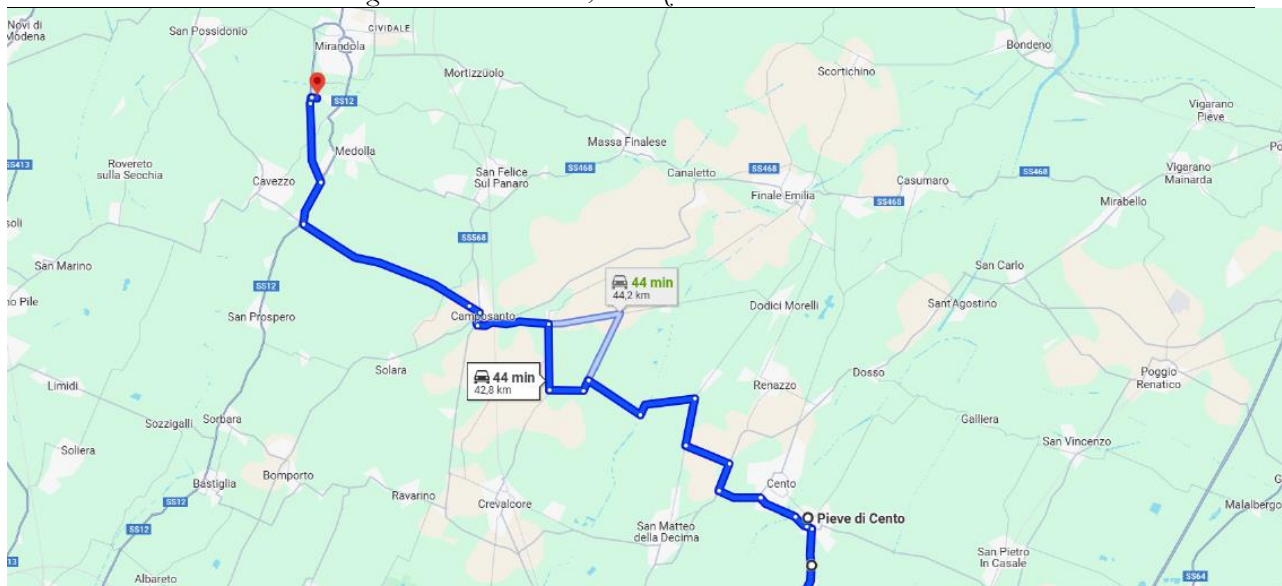 Novi di
Modena
San Possidonio
CIVIDALE
Mirandola
Bondeno
Mortizzuolo
Scortichino
SS12
Vigarano
Pieve
Massa Finalese
SS413
Rovereto
sulla Secchia
Medolla
Cavezzo
San Felice
Sul Panaro
SS468
Canaletto
SS468
Finale Emilia
SS468
Casumaro
SS468
Vigarano
Mainarda
Mirabello
SS568
San Marino
SS12
44 min
44,2 km
San Carlo
San Prospero
Camposanto
Dodici Morelli
Sant'Agostino
Solara
44 min
42,8 km
Limidi
Renazzo
Dosso
Poggio
Renatico
Sozzigalli
Sorbara
Galliera
San Vincenzo
Soliera
Bomporto
Bastiglia
Ravarino
Crevalcore
Cento
SS12
Malalbergo
Pieve di Cento
San Matteo
della Decima
SS12
San Pietro
In Casale
Albareto
SS64